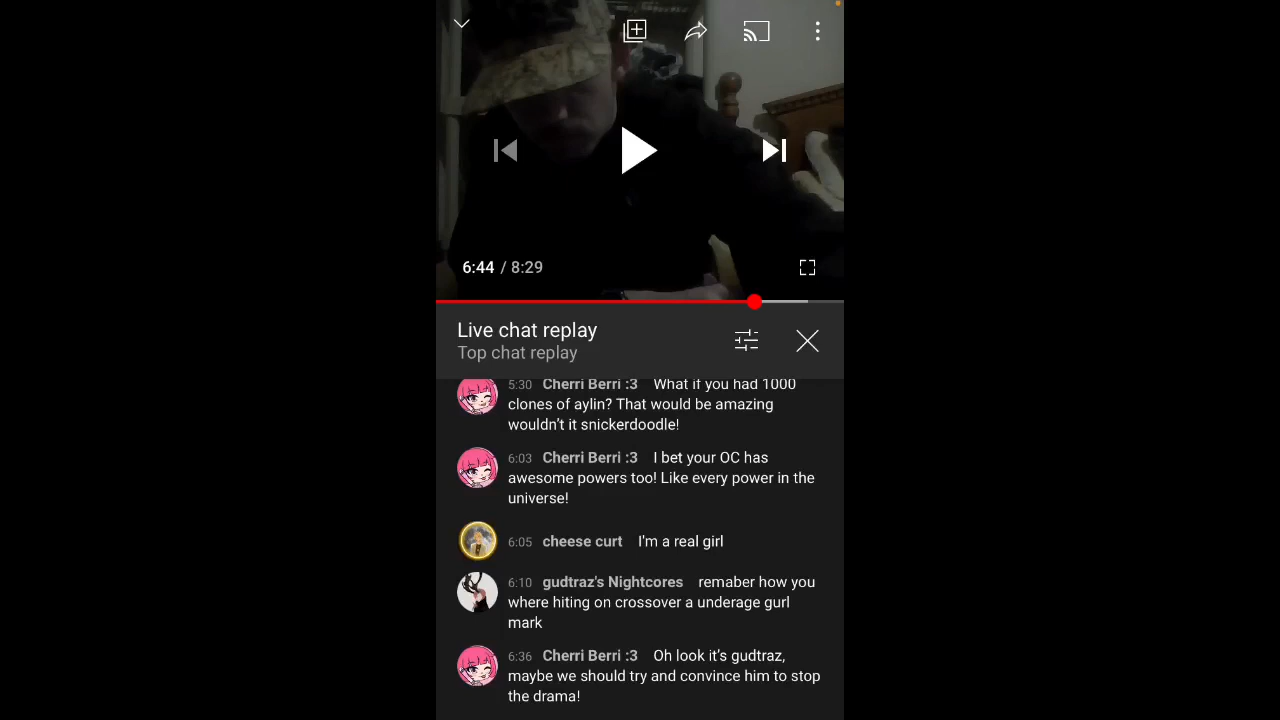 6:44 / 8:29
Live chat replay
Top chat replay
5:30 Cherri Berri :3 What if you had 1000
clones of aylin? That would be amazing
wouldn't it snickerdoodle!
6:03 Cherri Berri :3 I bet your OC has
awesome powers too! Like every power in the
universe!
6:05 cheese curt I'm a real girl
6:10 gudtraz's Nightcores remaber how you
where hiting on crossover a underage gurl
mark
6:36 Cherri Berri :3 Oh look it's gudtraz,
maybe we should try and convince him to stop
the drama!